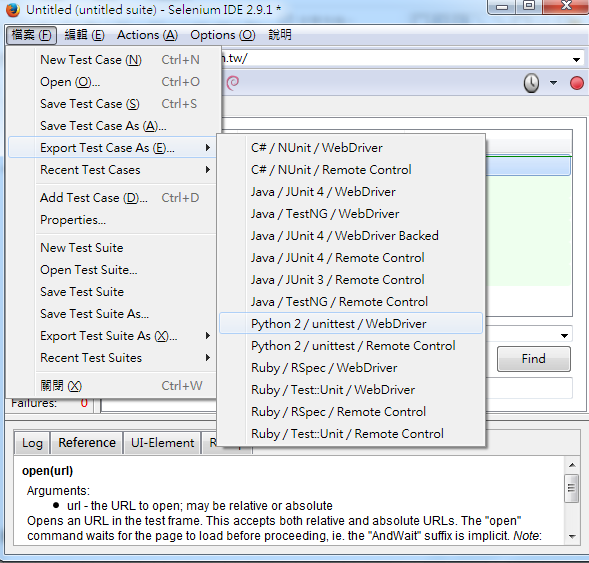 Untitled (untitled suite) - Selenium IDE 2.9.1 *
檔案 (F) 編輯 (E) Actions (A) Options (O) 說明
.tw/
New Test Case (N) Ctrl+N
Open (O)... Ctrl+O
Save Test Case (S) Ctrl+S
Save Test Case As (A)...
Export Test Case As (E)...
Recent Test Cases
Add Test Case (D)... Ctrl+D
Properties...
New Test Suite
Open Test Suite...
Save Test Suite
Save Test Suite As...
Export Test Suite As (X)...
Recent Test Suites
關閉 (X) Ctrl+W
C# / NUnit / WebDriver
C# / NUnit / Remote Control
Java / JUnit 4 / WebDriver
Java / TestNG / WebDriver
Java / JUnit 4 / WebDriver Backed
Java / JUnit 4 / Remote Control
Java / JUnit 3 / Remote Control
Java / TestNG / Remote Control
Python 2 / unittest / WebDriver
Python 2 / unittest / Remote Control
Ruby / RSpec / WebDriver
Ruby / Test::Unit / WebDriver
Ruby / RSpec / Remote Control
Ruby / Test::Unit / Remote Control
Find
Failures: 0
Log Reference UI-Element
open(url)
Arguments:
• url - the URL to open; may be relative or absolute
Opens an URL in the test frame. This accepts both relative and absolute URLs. The "open"
command waits for the page to load before proceeding, ie. the "AndWait" suffix is implicit. Note: